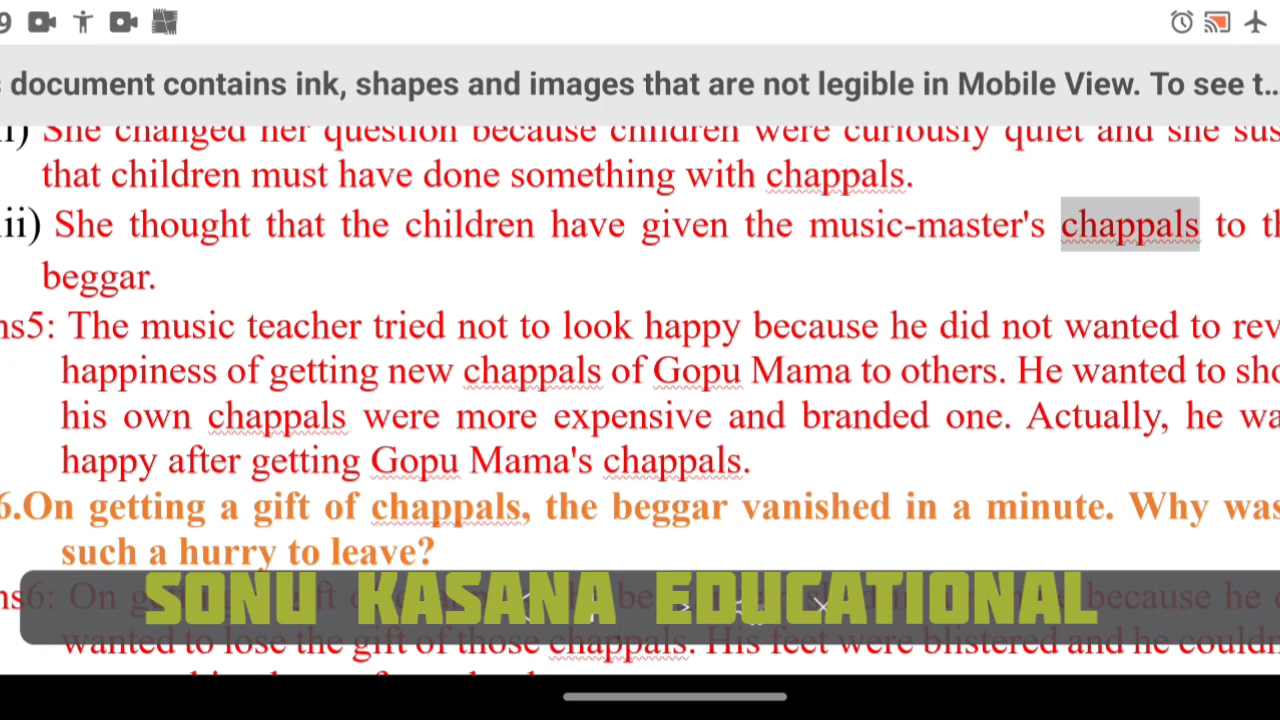 9
document contains ink, shapes and images that are not legible in Mobile View. To see t...
She changed her question because children were curiously quiet and she sus
that children must have done something with chappals.
ii) She thought that the children have given the music-master's chappals to th
beggar.
ns5: The music teacher tried not to look happy because he did not wanted to rev
happiness of getting new chappals of Gopu Mama to others. He wanted to sho
his own chappals were more expensive and branded one. Actually, he wa
happy after getting Gopu Mama's chappals.
6.On getting a gift of chappals, the beggar vanished in a minute. Why was
such a hurry to leave?
SONU KASANA EDUCATIONAL
ns6: On because he
wanted to lose the gift of those chappals. His feet were blistered and he couldn